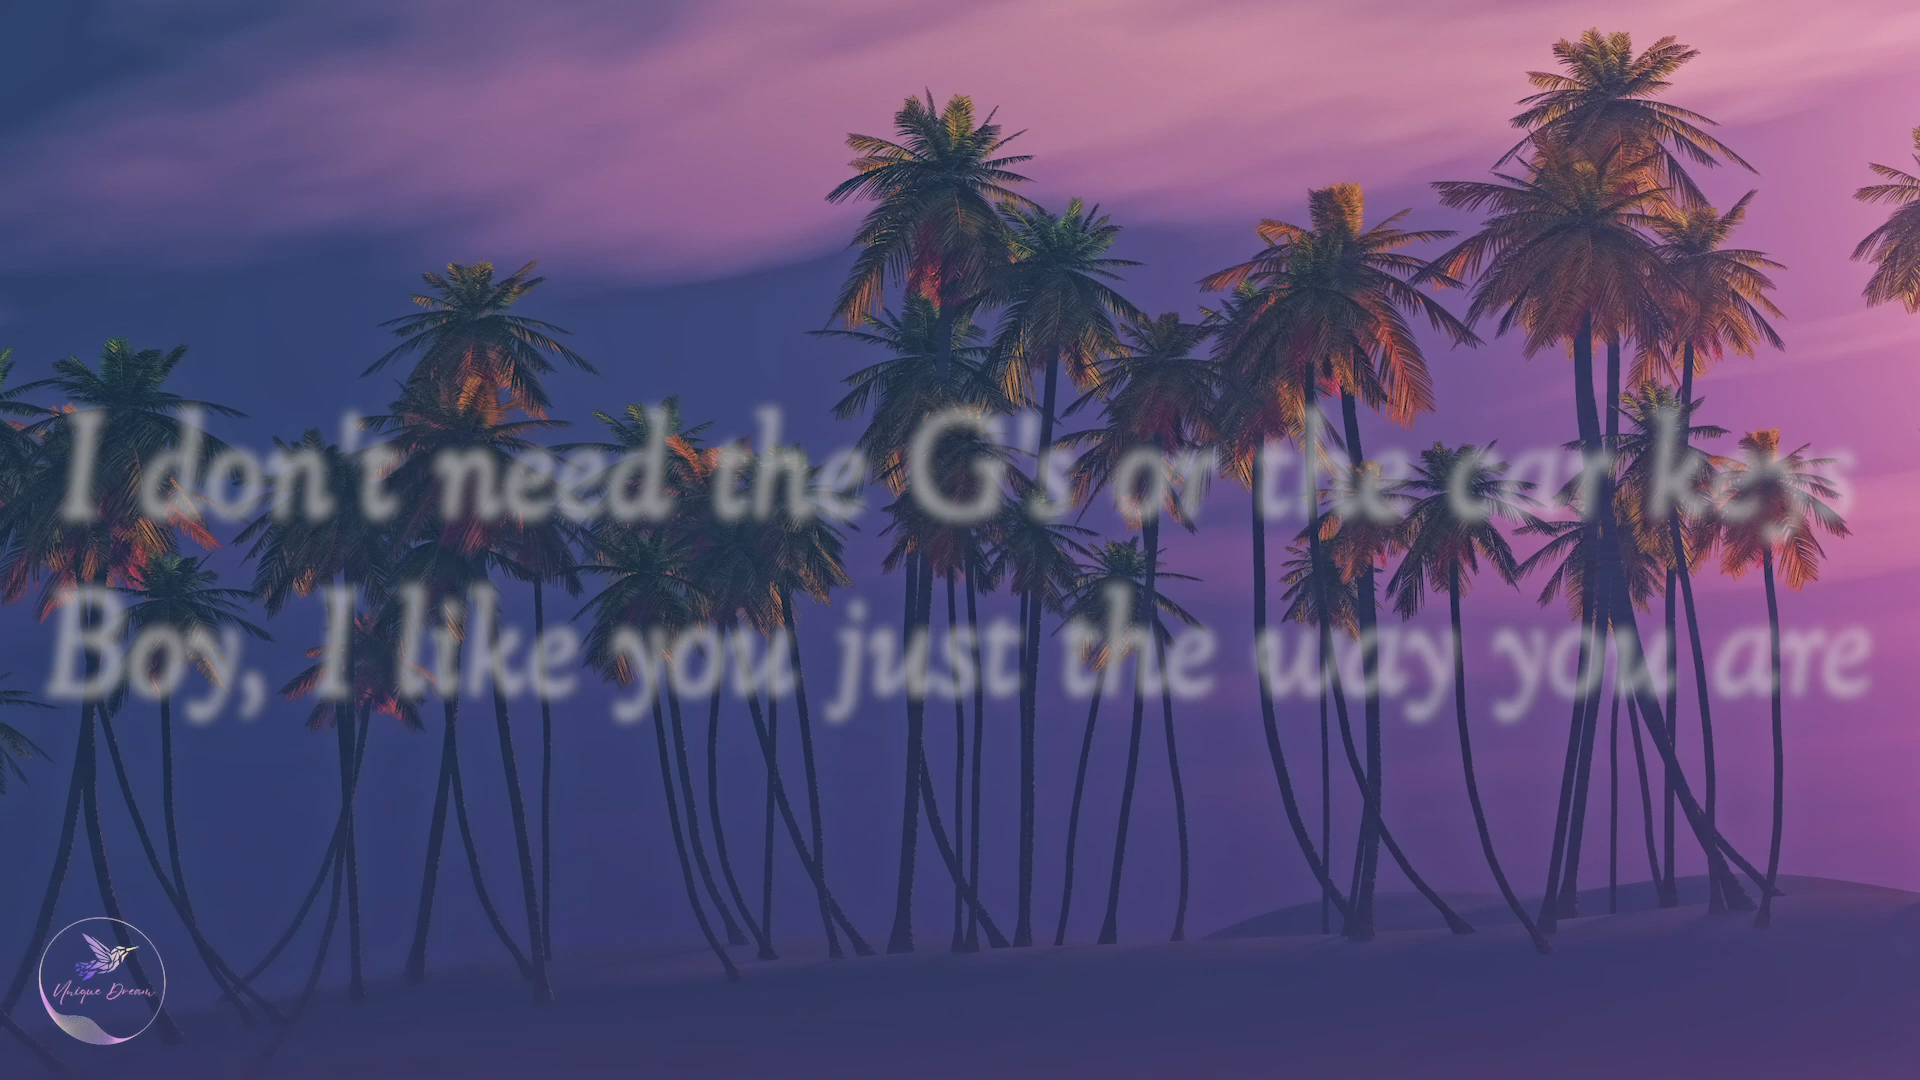 I don't need the G's or the car keys
Boy, I like you just the way you are
Unique Dream